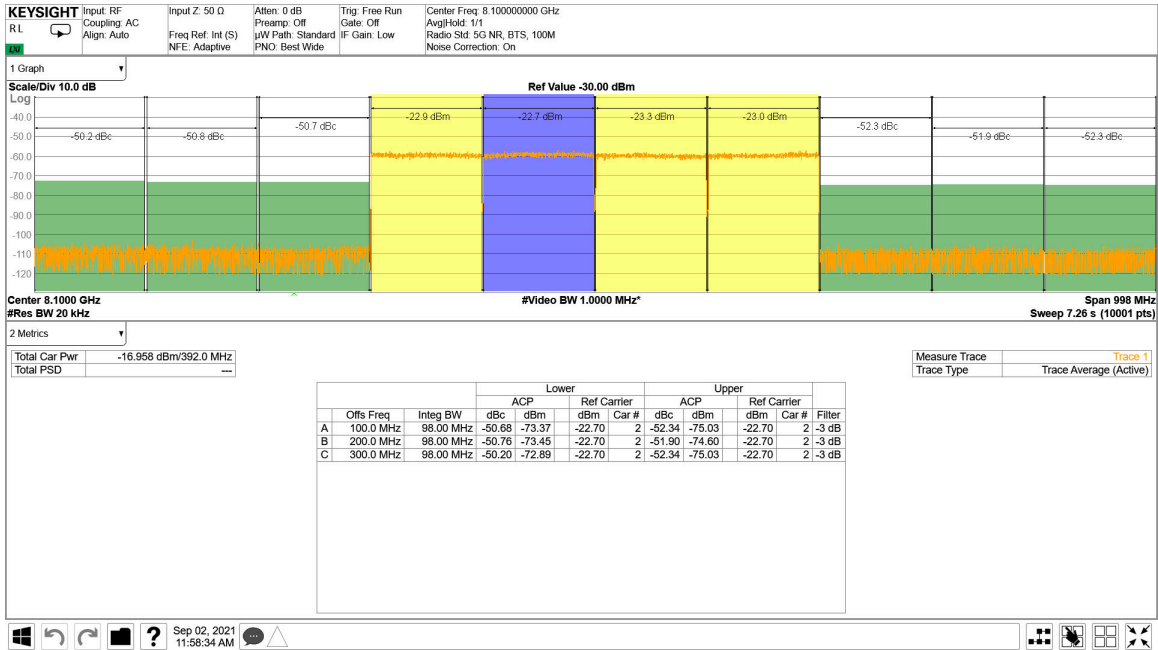 KEYSIGHT Input: RF Input Z: 50 Ω Atten: 0 dB Trig: Free Run Center Freq: 8.100000000 GHz
RL Coupling: AC Preamp: Off Gate: Off Avg|Hold: 1/1
Align: Auto Freq Ref: Int (S) µW Path: Standard IF Gain: Low Radio Std: 5G NR, BTS, 100M
LXI NFE: Adaptive PNO: Best Wide Noise Correction: On
1 Graph
Scale/Div 10.0 dB Ref Value -30.00 dBm
Log
-40.0
-50.0
-60.0
-70.0
-80.0
-90.0
-100
-110
-120
-50.2 dBc -50.8 dBc -50.7 dBc -22.9 dBm -22.7 dBm -23.3 dBm -23.0 dBm -52.3 dBc -51.9 dBc -52.3 dBc
Center 8.1000 GHz #Video BW 1.0000 MHz* Span 998 MHz
#Res BW 20 kHz Sweep 7.26 s (10001 pts)
2 Metrics
Total Car Pwr -16.958 dBm/392.0 MHz Measure Trace Trace 1
Total PSD --- Trace Type Trace Average (Active)
Lower Upper
ACP Ref Carrier ACP Ref Carrier
Offs Freq Integ BW dBc dBm dBm Car # dBc dBm dBm Car # Filter
A 100.0 MHz 98.00 MHz -50.68 -73.37 -22.70 2 -52.34 -75.03 -22.70 2 -3 dB
B 200.0 MHz 98.00 MHz -50.76 -73.45 -22.70 2 -51.90 -74.60 -22.70 2 -3 dB
C 300.0 MHz 98.00 MHz -50.20 -72.89 -22.70 2 -52.34 -75.03 -22.70 2 -3 dB
? Sep 02, 2021
11:58:34 AM